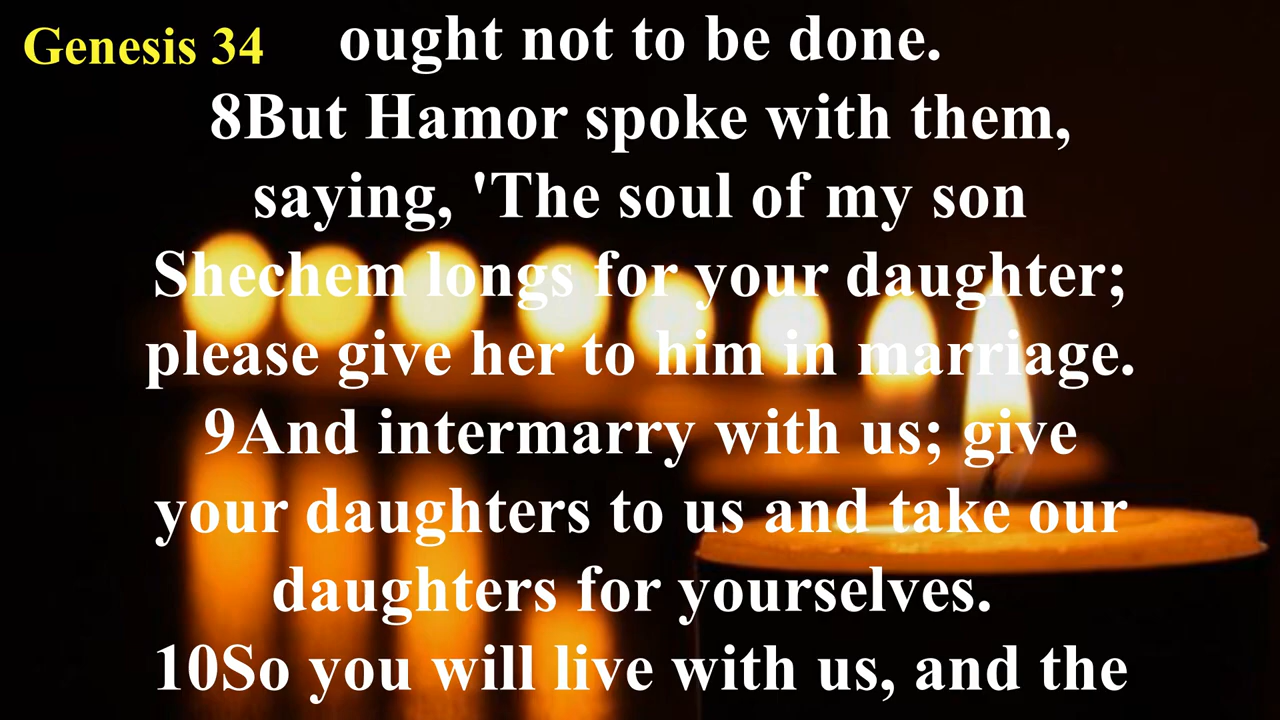 Genesis 34
ought not to be done.
8But Hamor spoke with them,
saying, 'The soul of my son
Shechem longs for your daughter;
please give her to him in marriage.
9And intermarry with us; give
your daughters to us and take our
daughters for yourselves.
10So you will live with us, and the